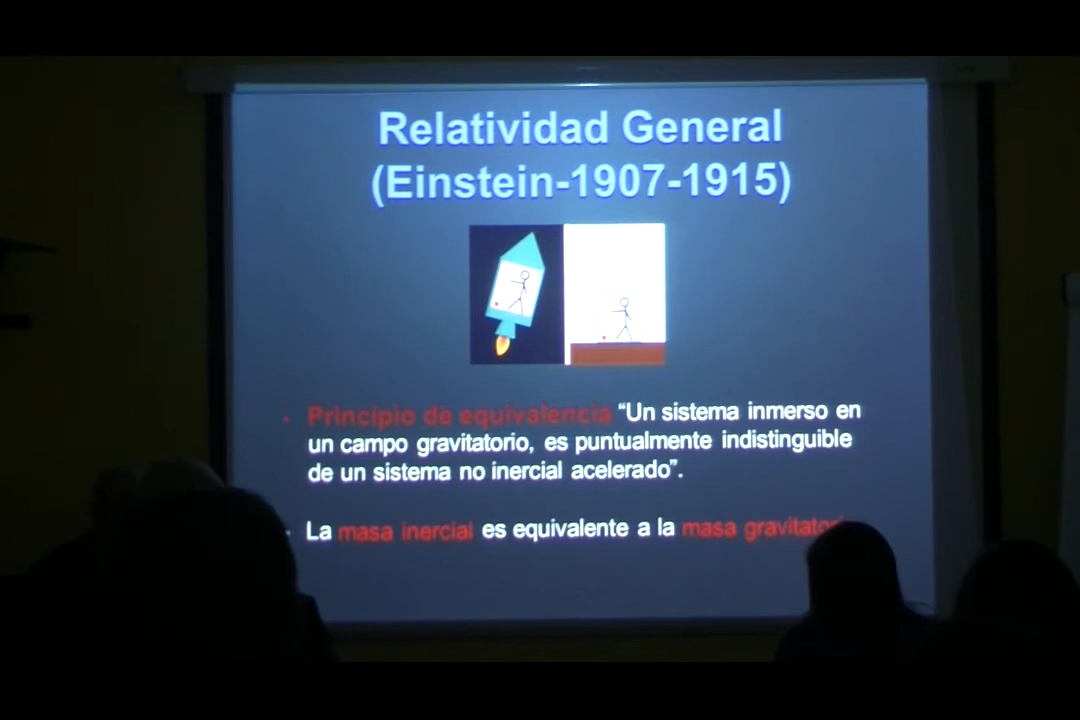 Relatividad General
(Einstein-1907-1915)
• Principio de equivalencia “Un sistema inmerso en
un campo gravitatorio, es puntualmente indistinguible
de un sistema no inercial acelerado”.
• La masa inercial es equivalente a la masa